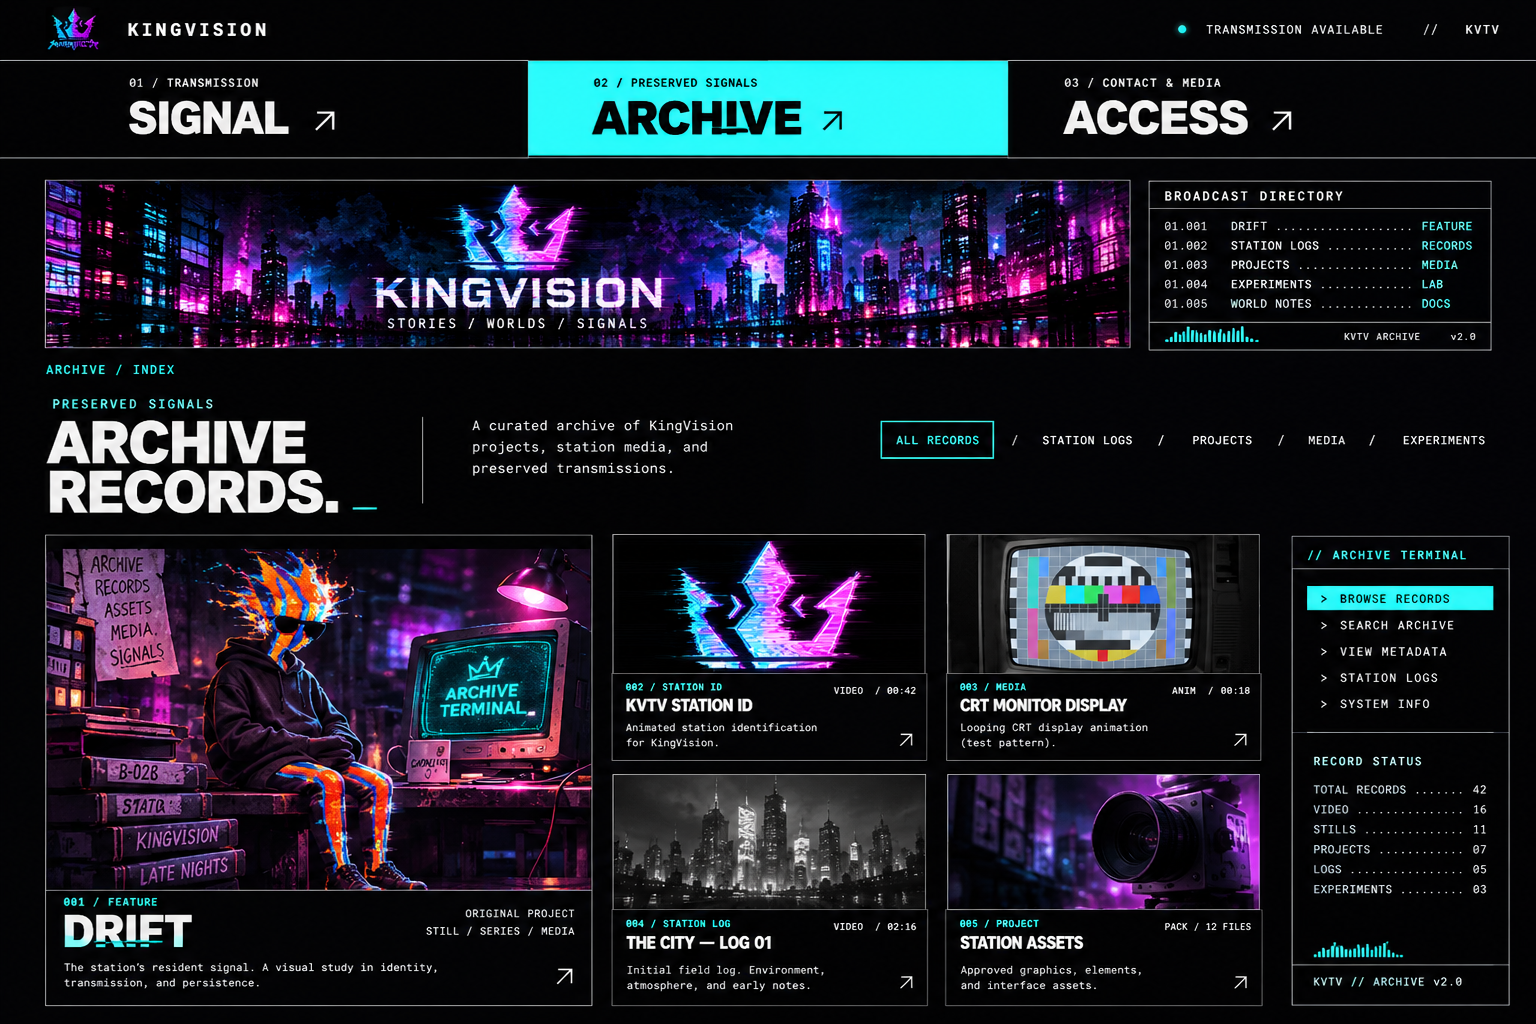 KINGVISION
TRANSMISSION AVAILABLE // KVTV
01 / TRANSMISSION
SIGNAL
02 / PRESERVED SIGNALS
ARCHIVE
03 / CONTACT & MEDIA
ACCESS
KINGVISION
STORIES / WORLDS / SIGNALS
BROADCAST DIRECTORY
01.001 DRIFT ................... FEATURE
01.002 STATION LOGS ............ RECORDS
01.003 PROJECTS ................ MEDIA
01.004 EXPERIMENTS ............. LAB
01.005 WORLD NOTES ............. DOCS
KVTV ARCHIVE v2.0
ARCHIVE / INDEX
PRESERVED SIGNALS
ARCHIVE
RECORDS.
A curated archive of KingVision
projects, station media, and
preserved transmissions.
ALL RECORDS / STATION LOGS / PROJECTS / MEDIA / EXPERIMENTS
ARCHIVE
RECORDS
ASSETS
MEDIA.
SIGNALS
ARCHIVE
TERMINAL_
B-02B
KINGVISION
LATE NIGHTS
001 / FEATURE
DRIFT
ORIGINAL PROJECT
STILL / SERIES / MEDIA
The station's resident signal. A visual study in identity,
transmission, and persistence.
002 / STATION ID
VIDEO / 00:42
KVTV STATION ID
Animated station identification
for KingVision.
003 / MEDIA
ANIM / 00:18
CRT MONITOR DISPLAY
Looping CRT display animation
(test pattern).
004 / STATION LOG
VIDEO / 02:16
THE CITY — LOG 01
Initial field log. Environment,
atmosphere, and early notes.
005 / PROJECT
PACK / 12 FILES
STATION ASSETS
Approved graphics, elements,
and interface assets.
// ARCHIVE TERMINAL
> BROWSE RECORDS
> SEARCH ARCHIVE
> VIEW METADATA
> STATION LOGS
> SYSTEM INFO
RECORD STATUS
TOTAL RECORDS ....... 42
VIDEO ................ 16
STILLS ............... 11
PROJECTS ............. 07
LOGS ................. 05
EXPERIMENTS ......... 03
KVTV // ARCHIVE v2.0